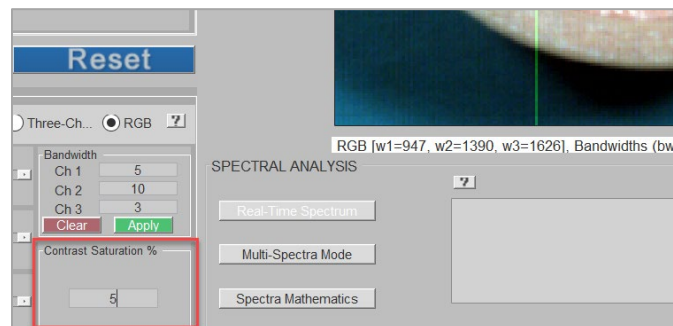 Reset
Three-Ch... RGB ?
RGB [w1=947, w2=1390, w3=1626], Bandwidths (bw
Bandwidth
Ch 1 5
Ch 2 10
Ch 3 3
Clear Apply
Contrast Saturation %
5
SPECTRAL ANALYSIS
?
Real-Time Spectrum
Multi-Spectra Mode
Spectra Mathematics